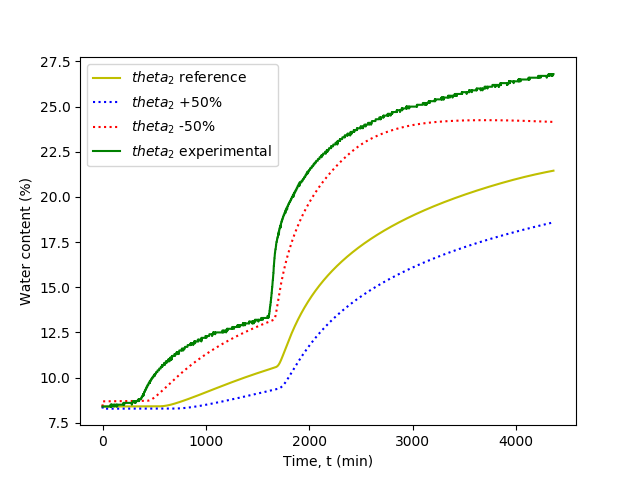 27.5
25.0
22.5
20.0
17.5
15.0
12.5
10.0
7.5
Water content (%)
theta₂ reference
theta₂ +50%
theta₂ -50%
theta₂ experimental
0 1000 2000 3000 4000
Time, t (min)